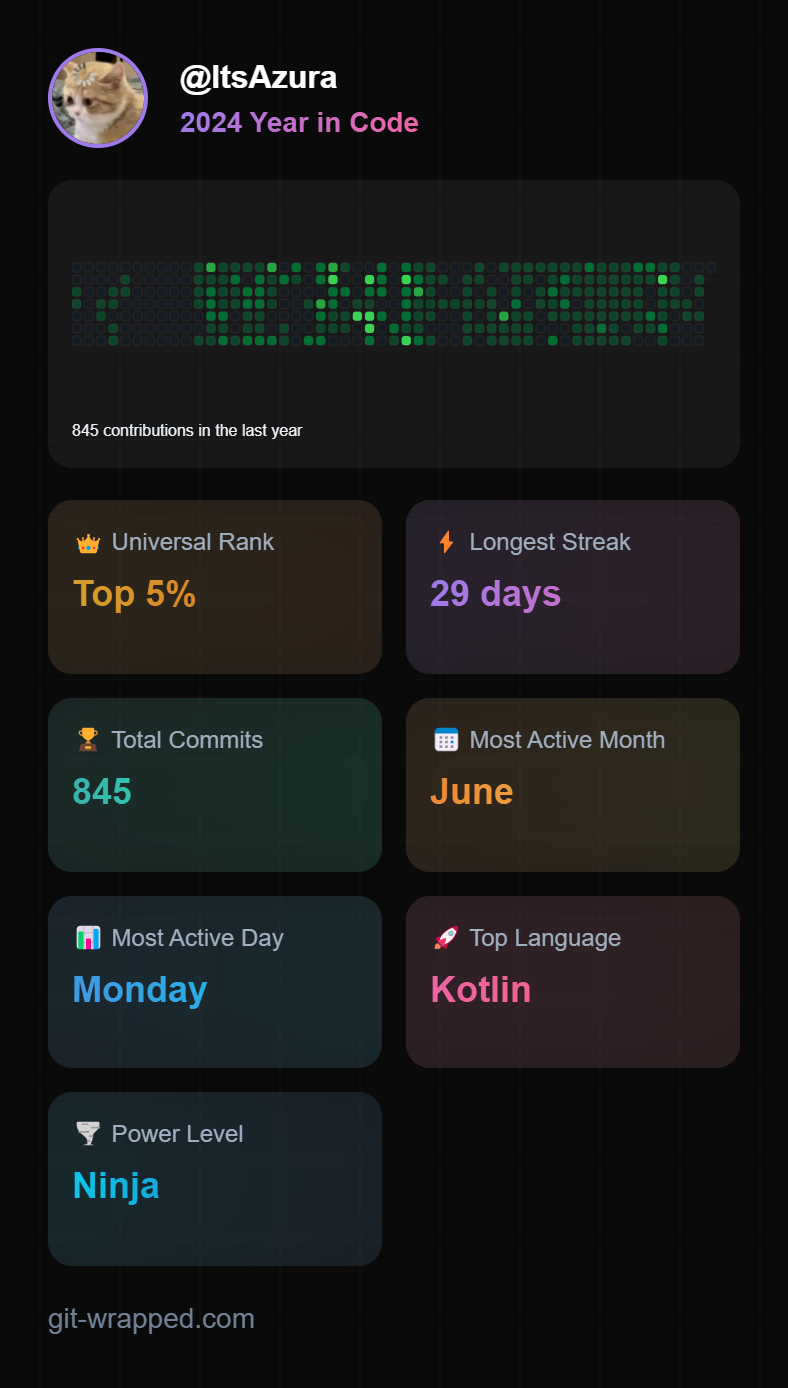 @ItsAzura
2024 Year in Code
845 contributions in the last year
Universal Rank
Top 5%
Longest Streak
29 days
Total Commits
845
Most Active Month
June
Most Active Day
Monday
Top Language
Kotlin
Power Level
Ninja
git-wrapped.com